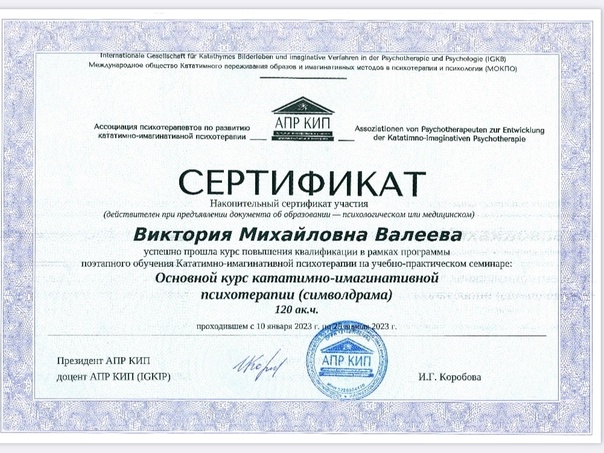 Internationale Gesellschaft für Katathymes Bilderleben und imaginative Verfahren in der Psychotherapie und Psychologie (IGKB)
Международное общество Кататимного переживания образов и имагинативных методов в психотерапии и психологии (МОКПО)
АПР КИП
Ассоциация психотерапевтов по развитию
кататимно-имагинативной психотерапии
Assoziationen von Psychotherapeuten zur Entwicklung
der Katatimno-imaginativen Psychotherapie
СЕРТИФИКАТ
Наконительный сертификат участия
(действителен при предъявлении документа об образовании — психологическом или медицинском)
Виктория Михайловна Валеева
успешно прошла курс повышения квалификации в рамках программы
поэтапного обучения Кататимно-имагинативной психотерапии на учебно-практическом семинаре:
Основной курс кататимно-имагинативной
психотерапии (символдрама)
120 ак.ч.
проходившем с 10 января 2023 г. по 2023 г.
Президент АПР КИП
доцент АПР КИП (IGKIP)
АПР КИП
И.Г. Коробова